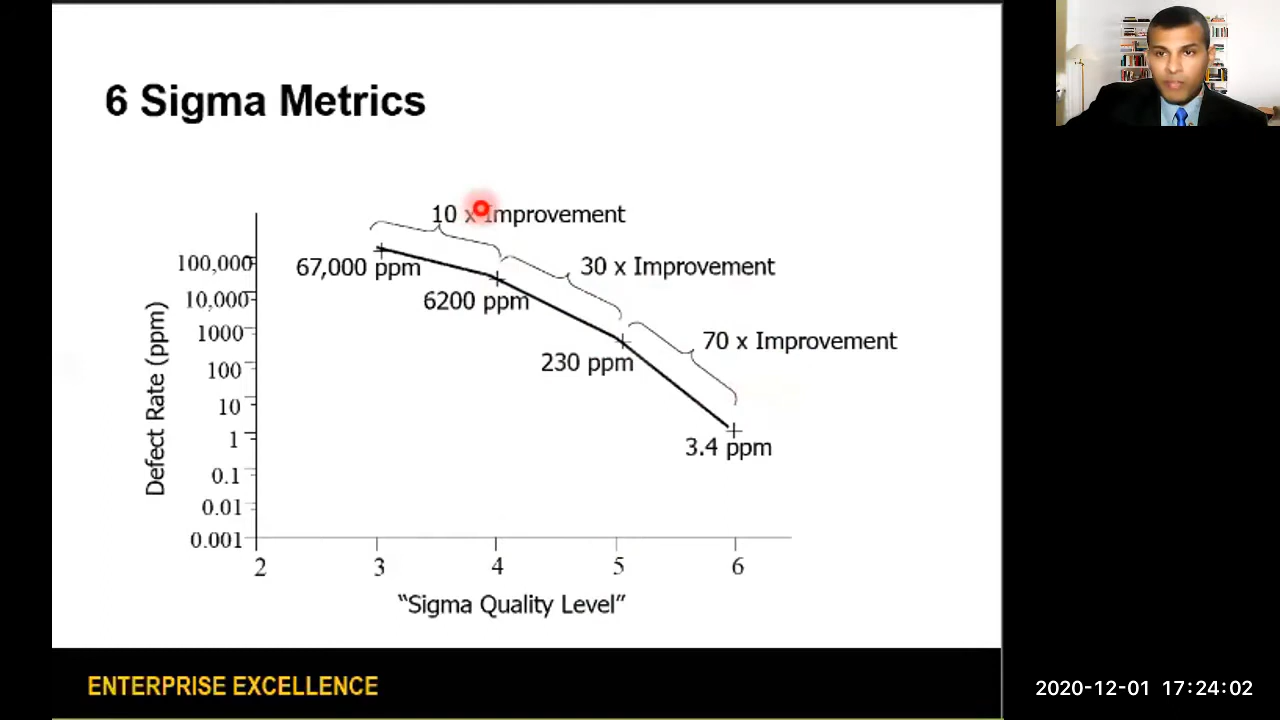 6 Sigma Metrics
10 x Improvement
30 x Improvement
70 x Improvement
67,000 ppm
6200 ppm
230 ppm
3.4 ppm
Defect Rate (ppm)
100,000
10,000
1000
100
10
1
0.1
0.01
0.001
2 3 4 5 6
“Sigma Quality Level”
ENTERPRISE EXCELLENCE
2020-12-01 17:24:02